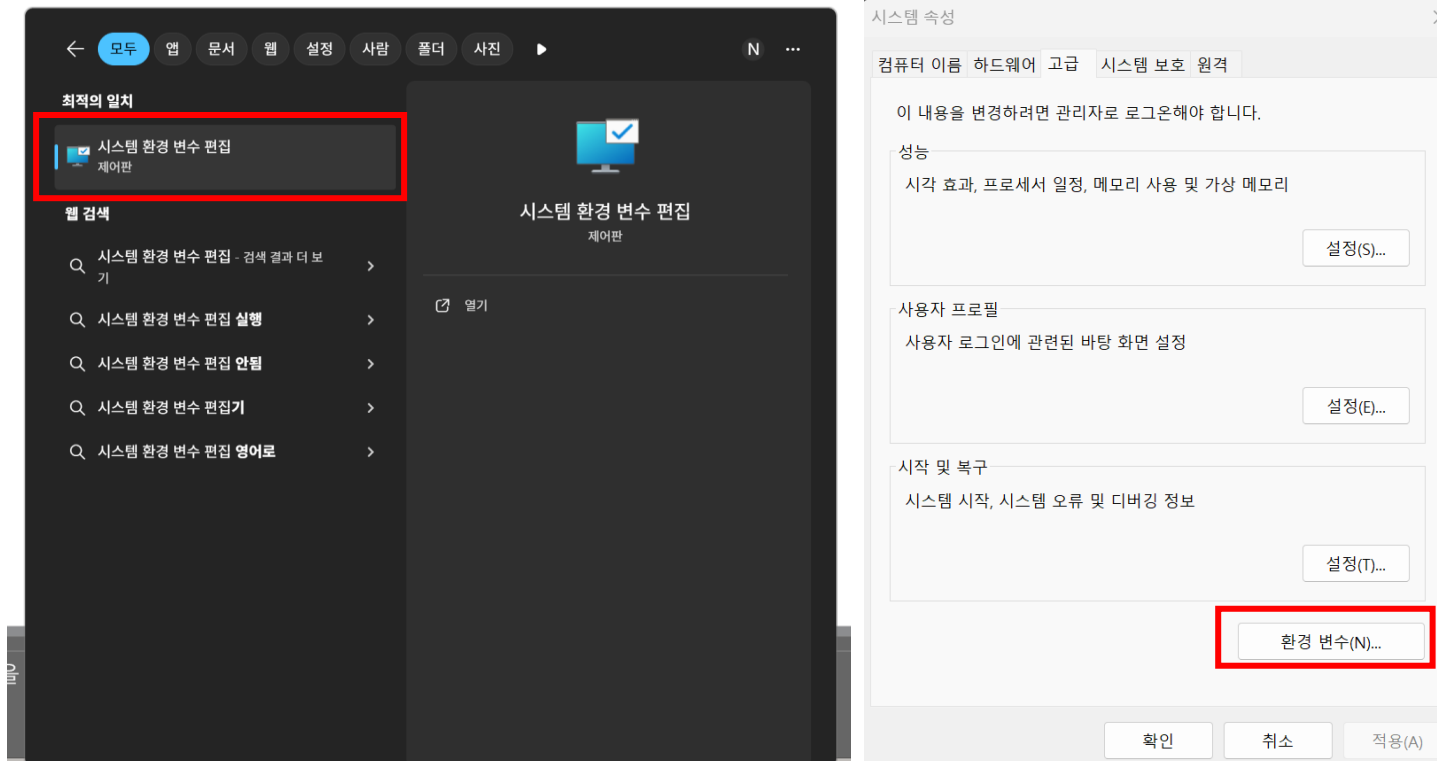 모두 앱 문서 웹 설정 사람 폴더 사진 N
최적의 일치
시스템 환경 변수 편집
제어판
웹 검색
시스템 환경 변수 편집 - 검색 결과 더 보
기
시스템 환경 변수 편집 실행
시스템 환경 변수 편집 안됨
시스템 환경 변수 편집기
시스템 환경 변수 편집 영어로
시스템 환경 변수 편집
제어판
열기
을
시스템 속성
컴퓨터 이름 하드웨어 고급 시스템 보호 원격
이 내용을 변경하려면 관리자로 로그온해야 합니다.
성능
시각 효과, 프로세서 일정, 메모리 사용 및 가상 메모리
설정(S)...
사용자 프로필
사용자 로그인에 관련된 바탕 화면 설정
설정(E)...
시작 및 복구
시스템 시작, 시스템 오류 및 디버깅 정보
설정(T)...
환경 변수(N)...
확인 취소 적용(A)